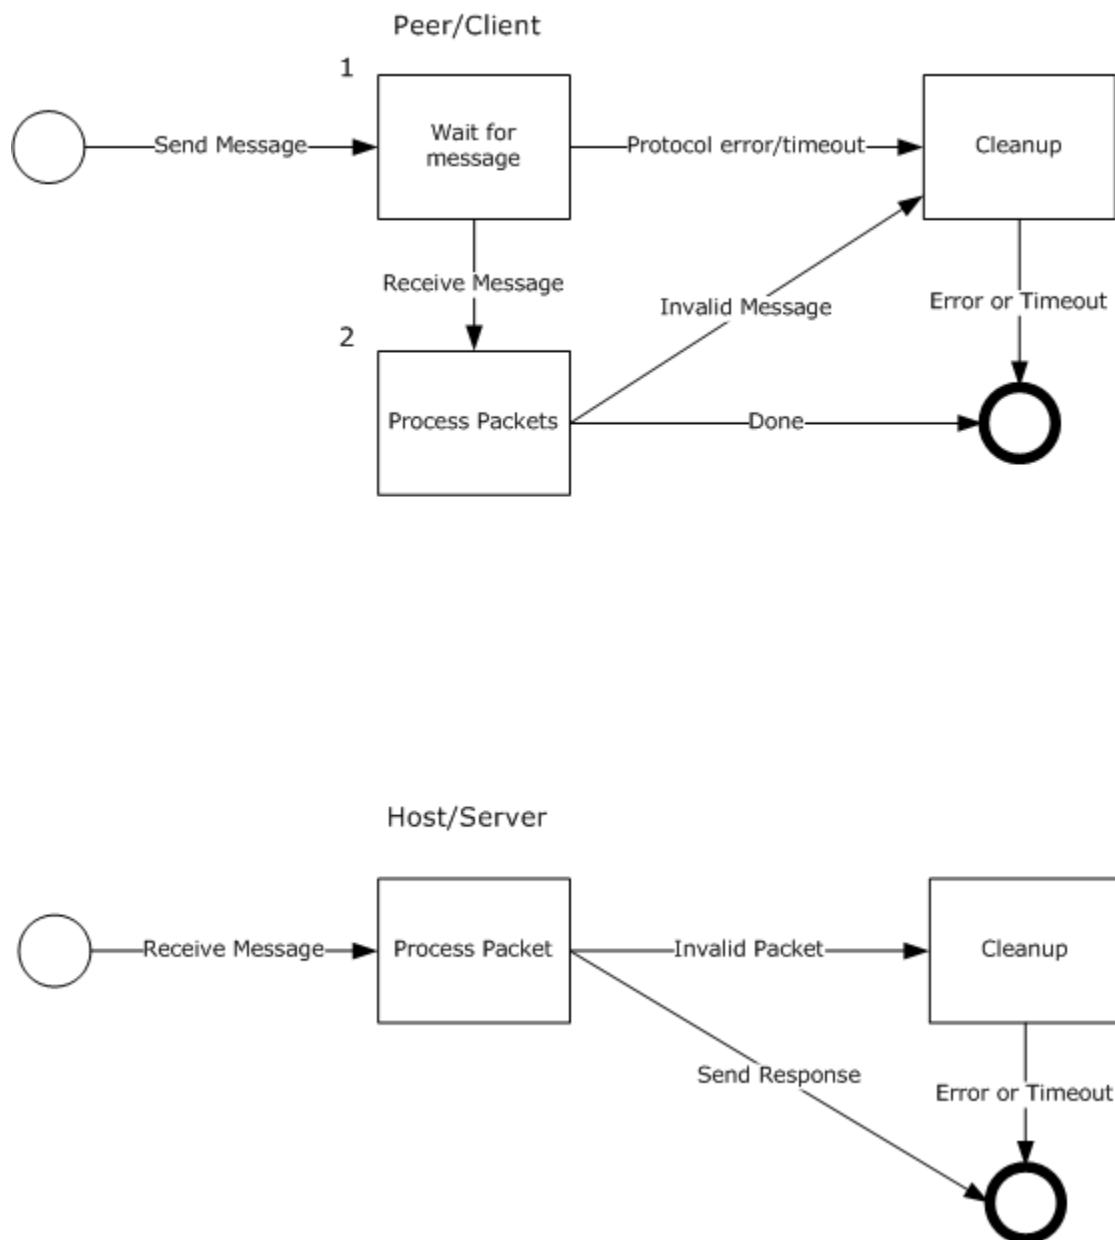 Peer/Client
1
Send Message
Wait for
message
Protocol error/timeout
Cleanup
Receive Message
Invalid Message
Error or Timeout
2
Process Packets
Done
Host/Server
Receive Message
Process Packet
Invalid Packet
Cleanup
Send Response
Error or Timeout